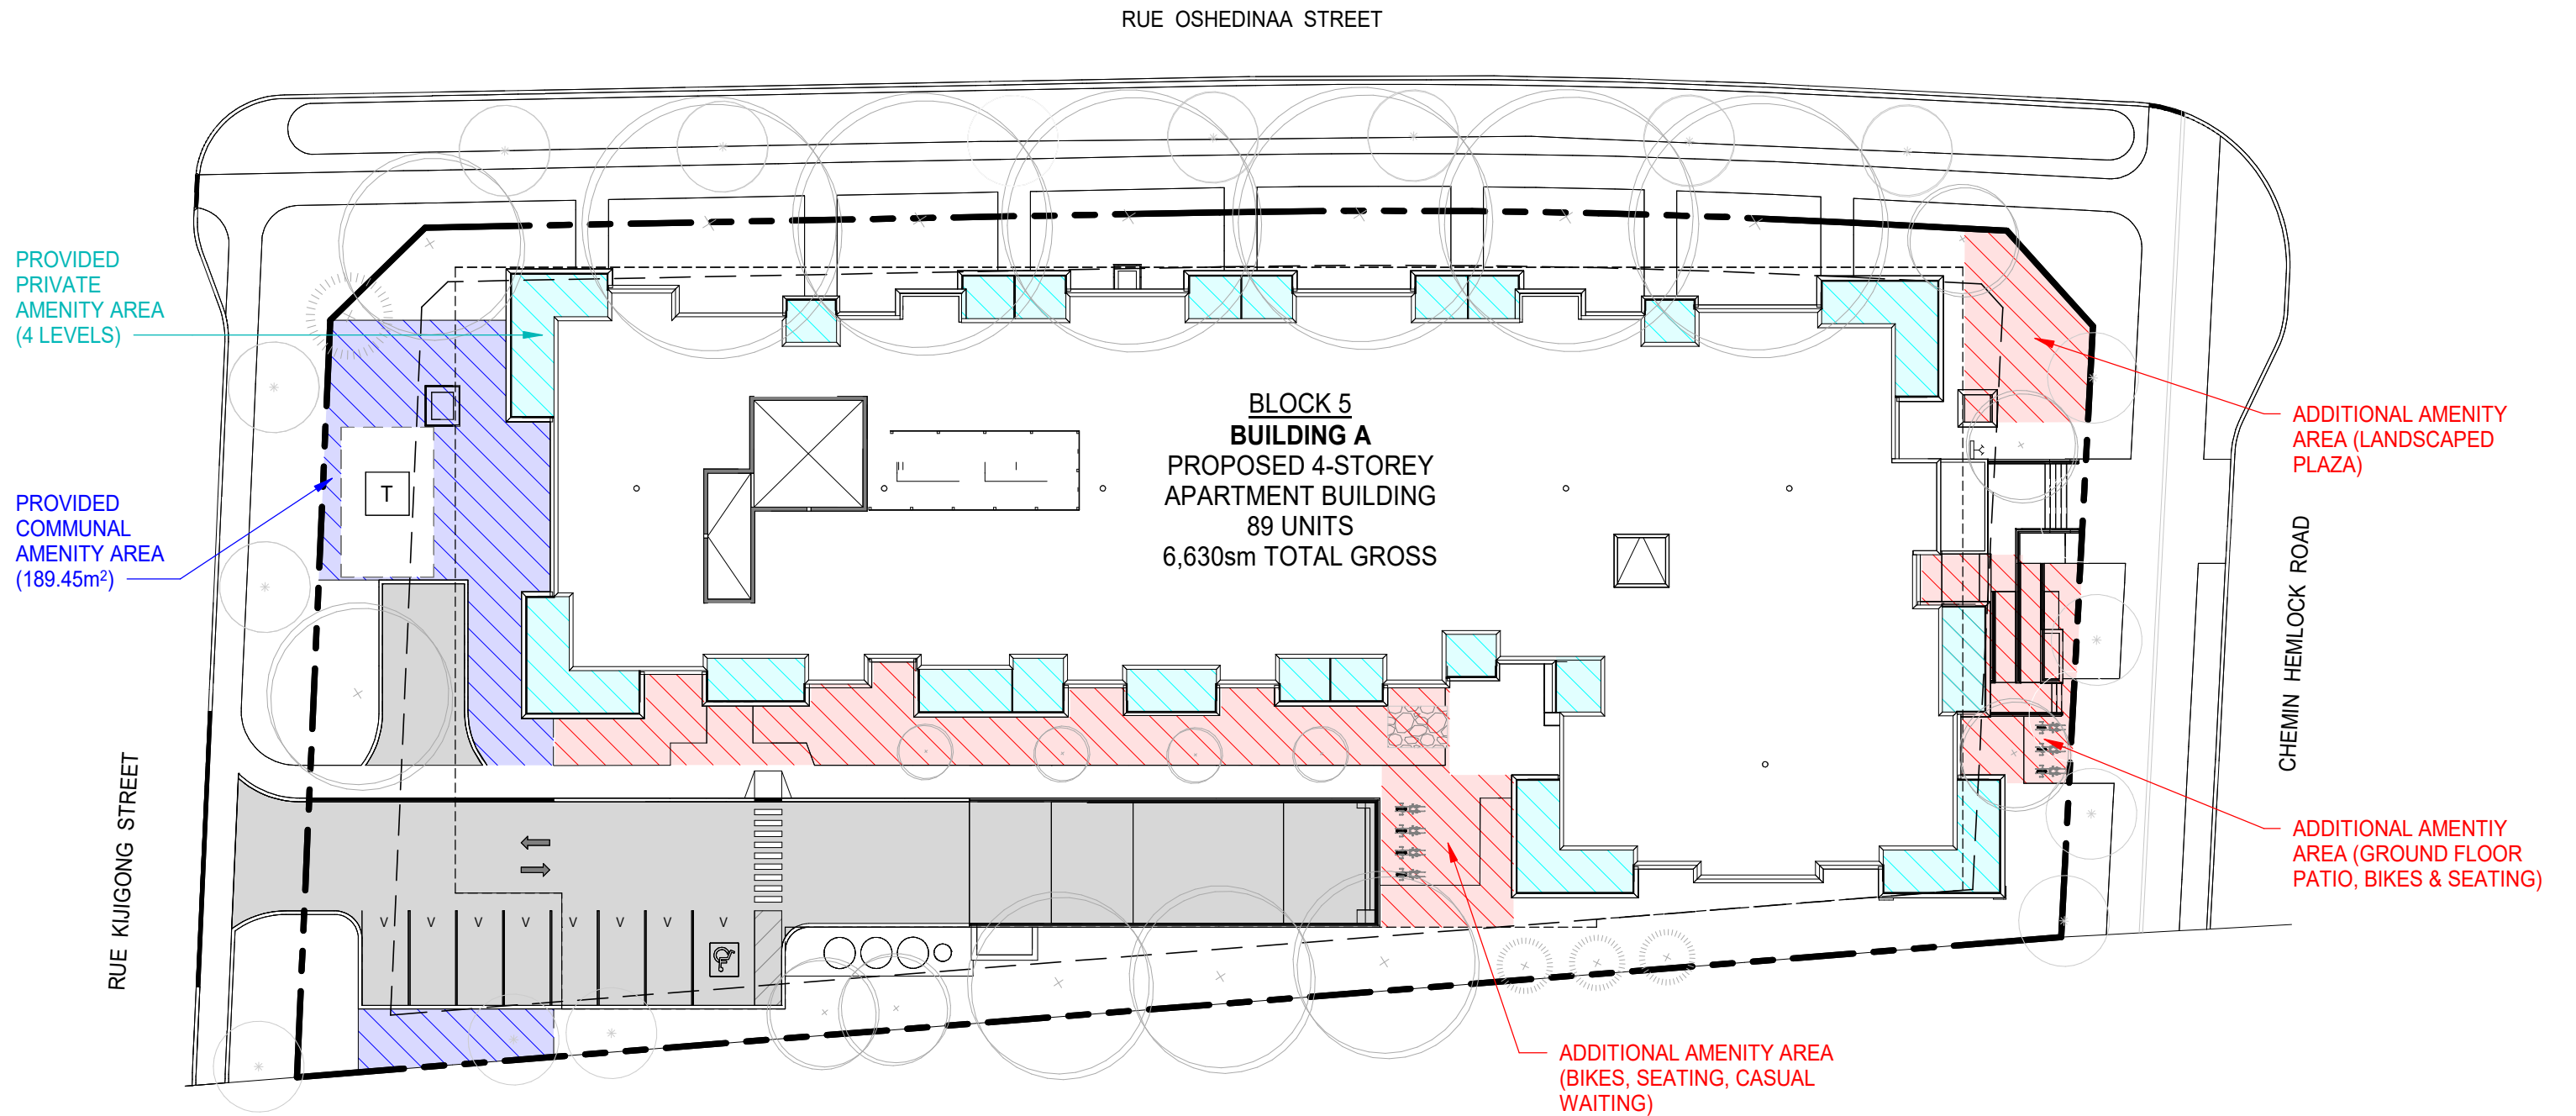 RUE OSHEDINAA STREET
PROVIDED
PRIVATE
AMENITY AREA
(4 LEVELS)
BLOCK 5
BUILDING A
PROPOSED 4-STOREY
APARTMENT BUILDING
89 UNITS
6,630sm TOTAL GROSS
ADDITIONAL AMENITY
AREA (LANDSCAPED
PLAZA)
PROVIDED
COMMUNAL
AMENITY AREA
(189.45m²)
T
CHEMIN HEMLOCK ROAD
RUE KIJIGONG STREET
ADDITIONAL AMENTIY
AREA (GROUND FLOOR
PATIO, BIKES & SEATING)
V V V V V V V V
ADDITIONAL AMENITY AREA
(BIKES, SEATING, CASUAL
WAITING)